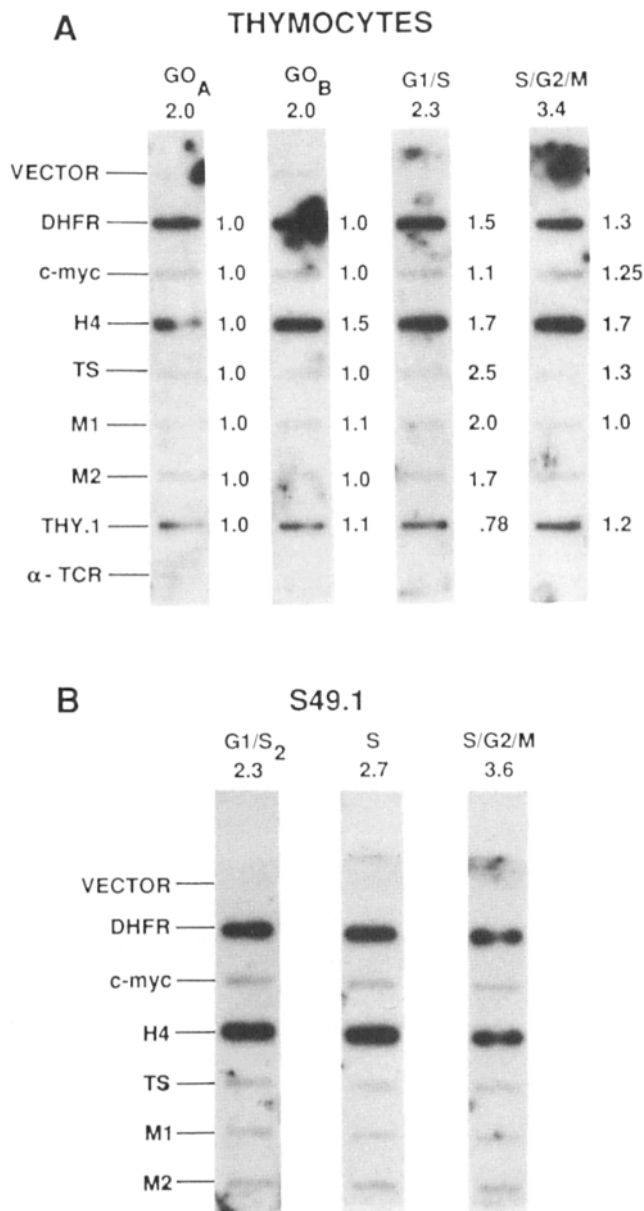 A THYMOCYTES
GO A GO B G1/S S/G2/M
2.0 2.0 2.3 3.4
VECTOR
DHFR 1.0 1.0 1.5 1.3
c-myc 1.0 1.0 1.1 1.25
H4 1.0 1.5 1.7 1.7
TS 1.0 1.0 2.5 1.3
M1 1.0 1.1 2.0 1.0
M2 1.0 1.0 1.7
THY.1 1.0 1.1 .78 1.2
α-TCR
B S49.1
G1/S2 S S/G2/M
2.3 2.7 3.6
VECTOR
DHFR
c-myc
H4
TS
M1
M2